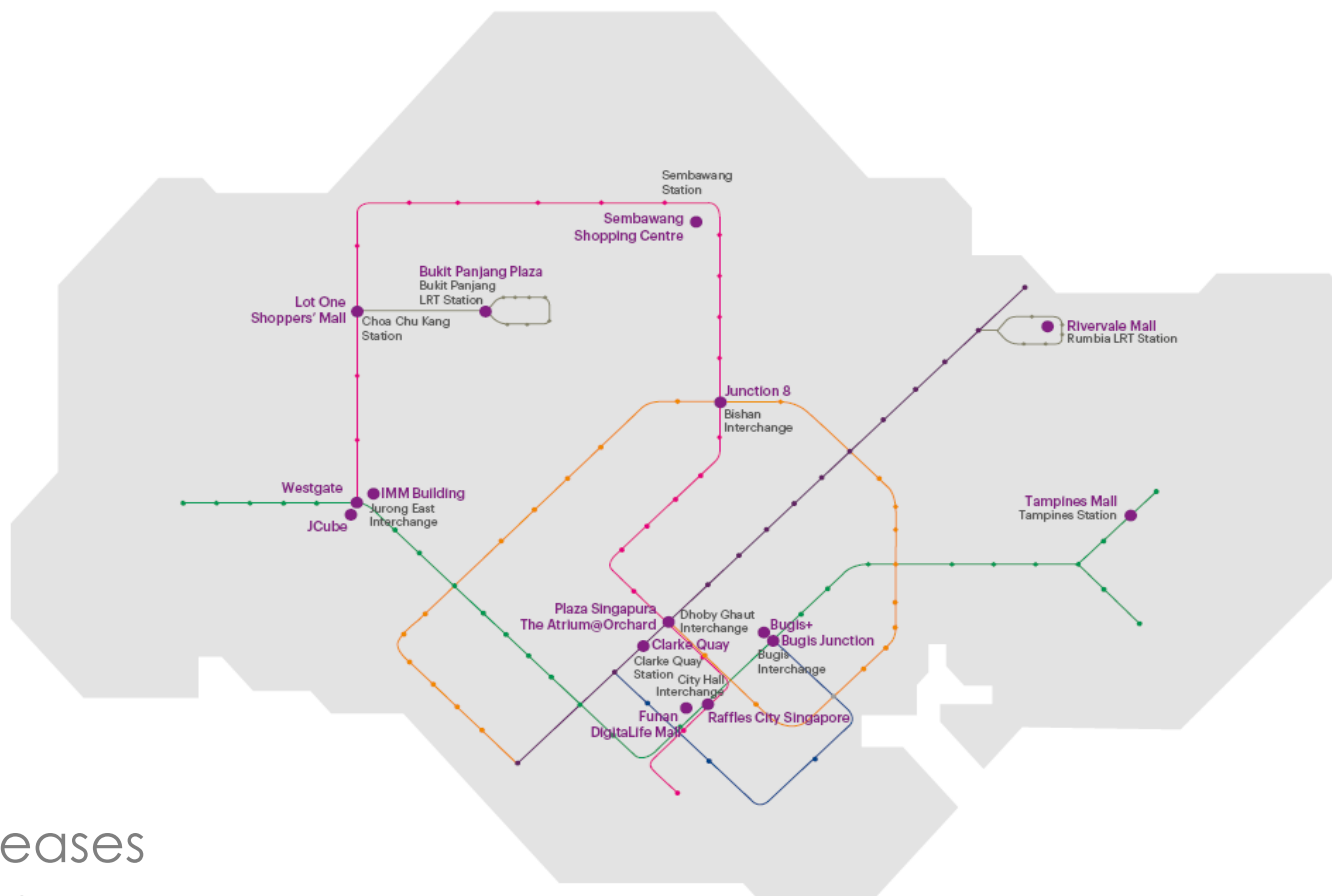 Sembawang
Station
Sembawang
Shopping Centre
Bukit Panjang Plaza
Bukit Panjang
LRT Station
Lot One
Shoppers' Mall
Choa Chu Kang
Station
Rivervale Mall
Rumbia LRT Station
Junction 8
Bishan
Interchange
Westgate
IMM Building
Jurong East
Interchange
JCube
Tampines Mall
Tampines Station
Plaza Singapura
The Atrium@Orchard
Dhoby Ghaut
Interchange
Bugis+
Bugis Junction
Bugis
Interchange
Clarke Quay
Clarke Quay
Station
City Hall
Interchange
Funan
DigitaLife Mall
Raffles City Singapore
eases